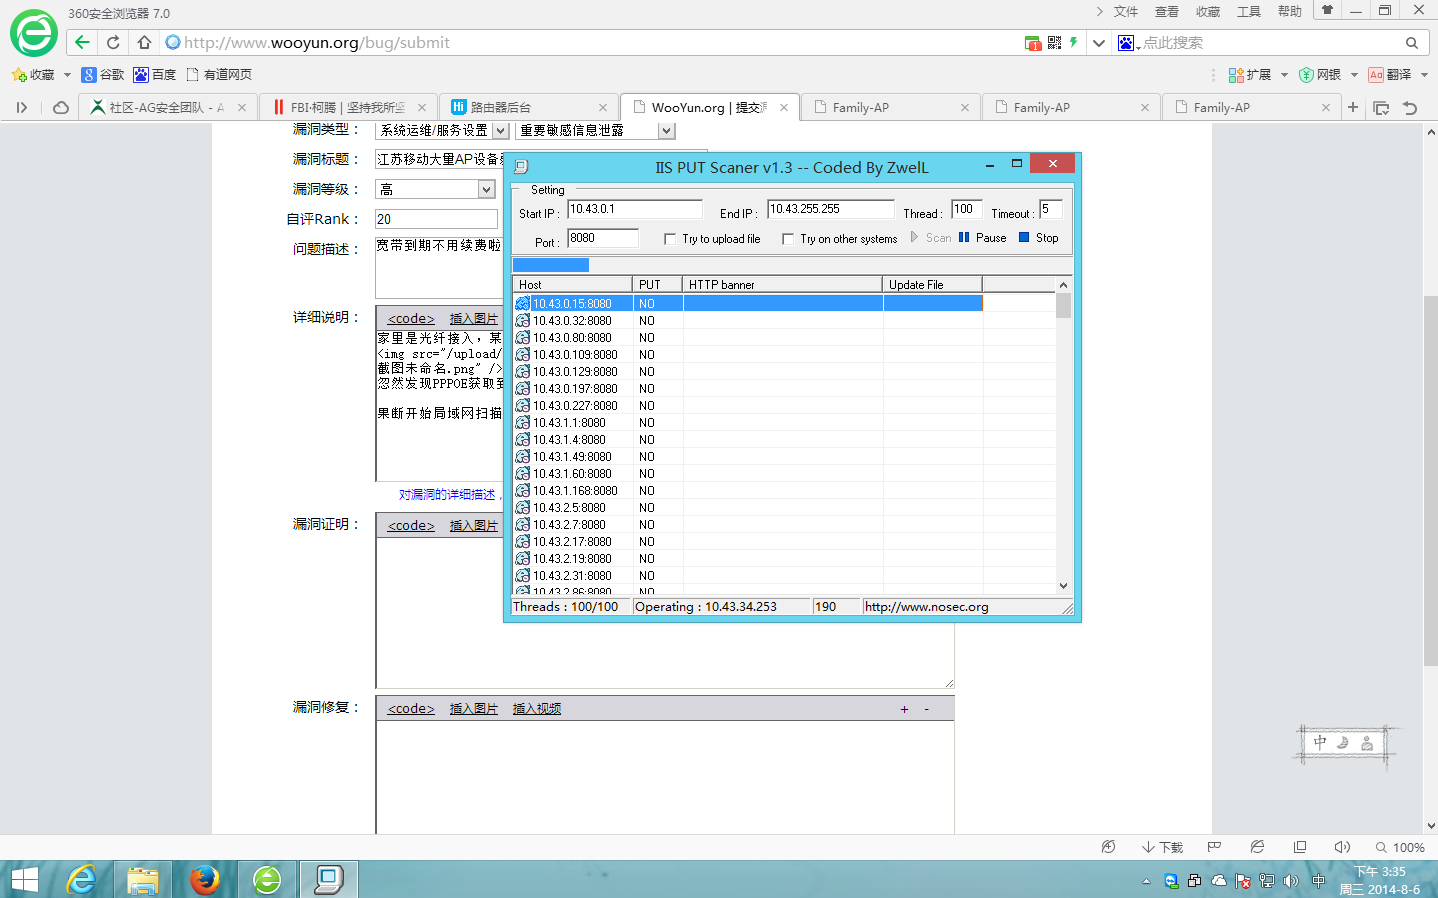 360安全浏览器 7.0
文件 查看 收藏 工具 帮助
http://www.wooyun.org/bug/submit
点此搜索
收藏 谷歌 百度 有道网页
扩展 网银 翻译
社区-AG安全团队 - A
FBI-柯腾 | 坚持我所坚
路由器后台
WooYun.org | 提交漏
Family-AP
Family-AP
Family-AP
漏洞类型： 系统运维/服务设置 重要敏感信息泄露
漏洞标题： 江苏移动大量AP设备
漏洞等级： 高
自评Rank： 20
问题描述： 宽带到期不用续费啦
详细说明： <code> 插入图片
家里是光纤接入，某
<img src="/upload/
截图未命名.png" />
忽然发现PPPOE获取到
果断开始局域网扫描
对漏洞的详细描述，
漏洞证明： <code> 插入图片
漏洞修复： <code> 插入图片 插入视频 + -
IIS PUT Scaner v1.3 -- Coded By ZwelL
Setting
Start IP : 10.43.0.1 End IP : 10.43.255.255 Thread : 100 Timeout : 5
Port : 8080 Try to upload file Try on other systems Scan Pause Stop
Host PUT HTTP banner Update File
10.43.0.15:8080 NO
10.43.0.32:8080 NO
10.43.0.80:8080 NO
10.43.0.109:8080 NO
10.43.0.129:8080 NO
10.43.0.197:8080 NO
10.43.0.227:8080 NO
10.43.1.1:8080 NO
10.43.1.4:8080 NO
10.43.1.49:8080 NO
10.43.1.60:8080 NO
10.43.1.168:8080 NO
10.43.2.5:8080 NO
10.43.2.7:8080 NO
10.43.2.17:8080 NO
10.43.2.19:8080 NO
10.43.2.31:8080 NO
10.43.2.86:8080 NO
Threads : 100/100 Operating : 10.43.34.253 190 http://www.nosec.org
中
下载 100%
中
下午 3:35
周三 2014-8-6